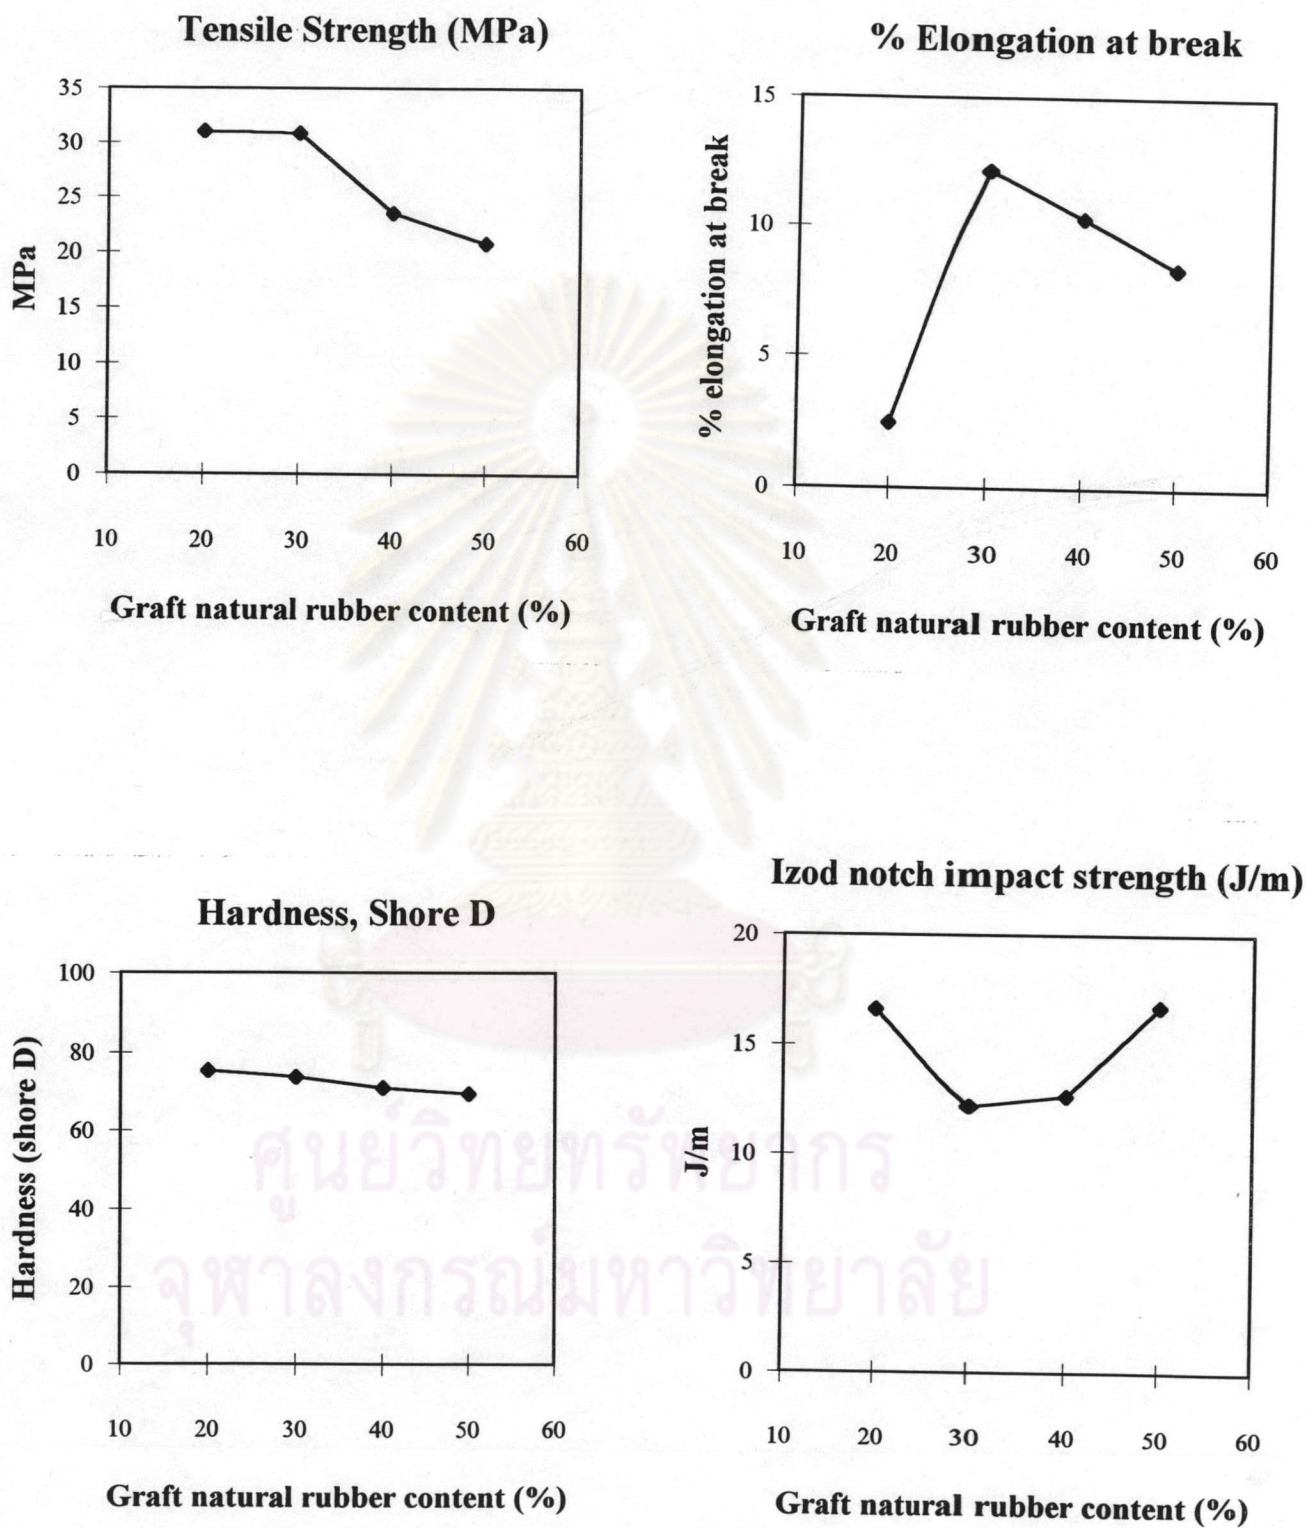 Tensile Strength (MPa)
35
30
25
20
15
10
5
0
MPa
10 20 30 40 50 60
Graft natural rubber content (%)
% Elongation at break
15
10
5
0
% elongation at break
10 20 30 40 50 60
Graft natural rubber content (%)
Hardness, Shore D
100
80
60
40
20
0
Hardness (shore D)
10 20 30 40 50 60
Graft natural rubber content (%)
Izod notch impact strength (J/m)
20
15
10
5
0
J/m
10 20 30 40 50 60
Graft natural rubber content (%)
ศูนย์วิทยทรัพยากร
จุฬาลงกรณ์มหาวิทยาลัย